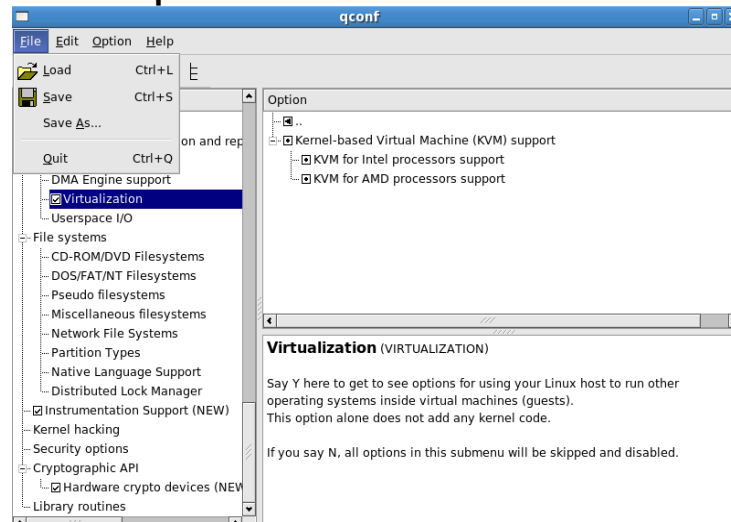 qconf
File Edit Option Help
Load Ctrl+L
Save Ctrl+S
Save As...
Quit Ctrl+Q
on and rep
DMA Engine support
Virtualization
Userspace I/O
File systems
CD-ROM/DVD Filesystems
DOS/FAT/NT Filesystems
Pseudo filesystems
Miscellaneous filesystems
Network File Systems
Partition Types
Native Language Support
Distributed Lock Manager
Instrumentation Support (NEW)
Kernel hacking
Security options
Cryptographic API
Hardware crypto devices (NEW
Library routines
Option
..
Kernel-based Virtual Machine (KVM) support
KVM for Intel processors support
KVM for AMD processors support
Virtualization (VIRTUALIZATION)
Say Y here to get to see options for using your Linux host to run other
operating systems inside virtual machines (guests).
This option alone does not add any kernel code.
If you say N, all options in this submenu will be skipped and disabled.